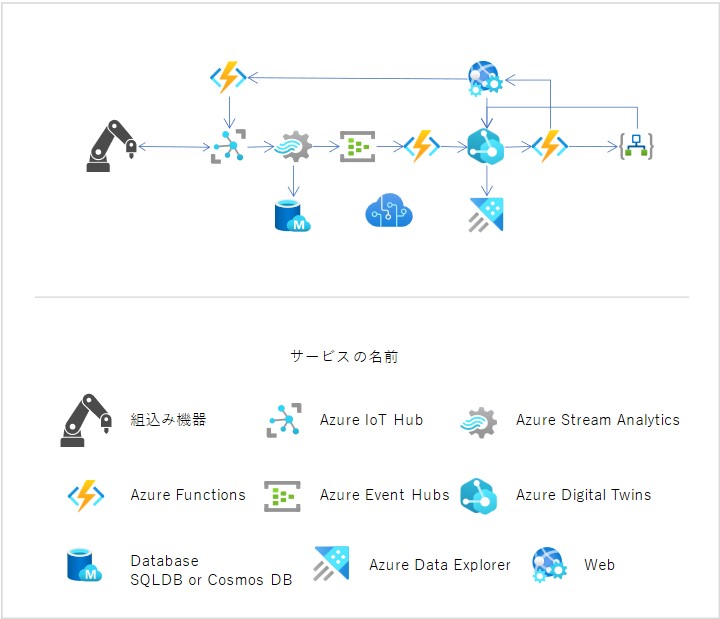 サービスの名前
組込み機器
Azure IoT Hub
Azure Stream Analytics
Azure Functions
Azure Event Hubs
Azure Digital Twins
Database
SQLDB or Cosmos DB
Azure Data Explorer
Web